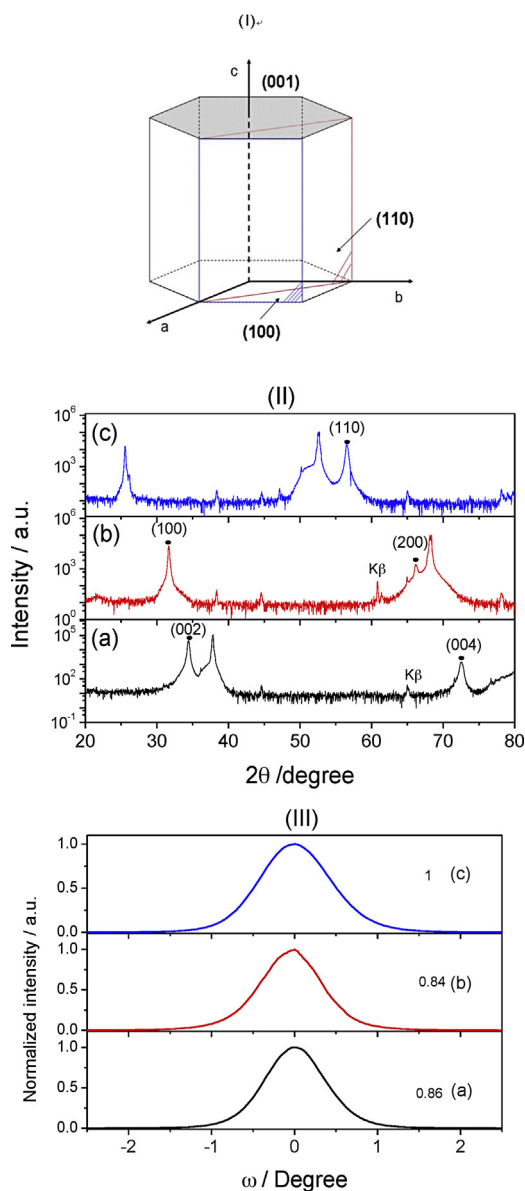 (I)↵
c
(001)
(110)
b
a
(100)
(II)
Intensity / a.u.
10^6
10^3
(c)
(110)
10^6
10^3
10^0
(b)
(100)
Kβ
(200)
10^5
10^2
10^-1
(a)
(002)
Kβ
(004)
20 30 40 50 60 70 80
2θ /degree
(III)
Normalized intensity / a.u.
1.0
0.5
0.0
1 (c)
1.0
0.5
0.0
0.84 (b)
1.0
0.5
0.0
0.86 (a)
-2 -1 0 1 2
ω / Degree